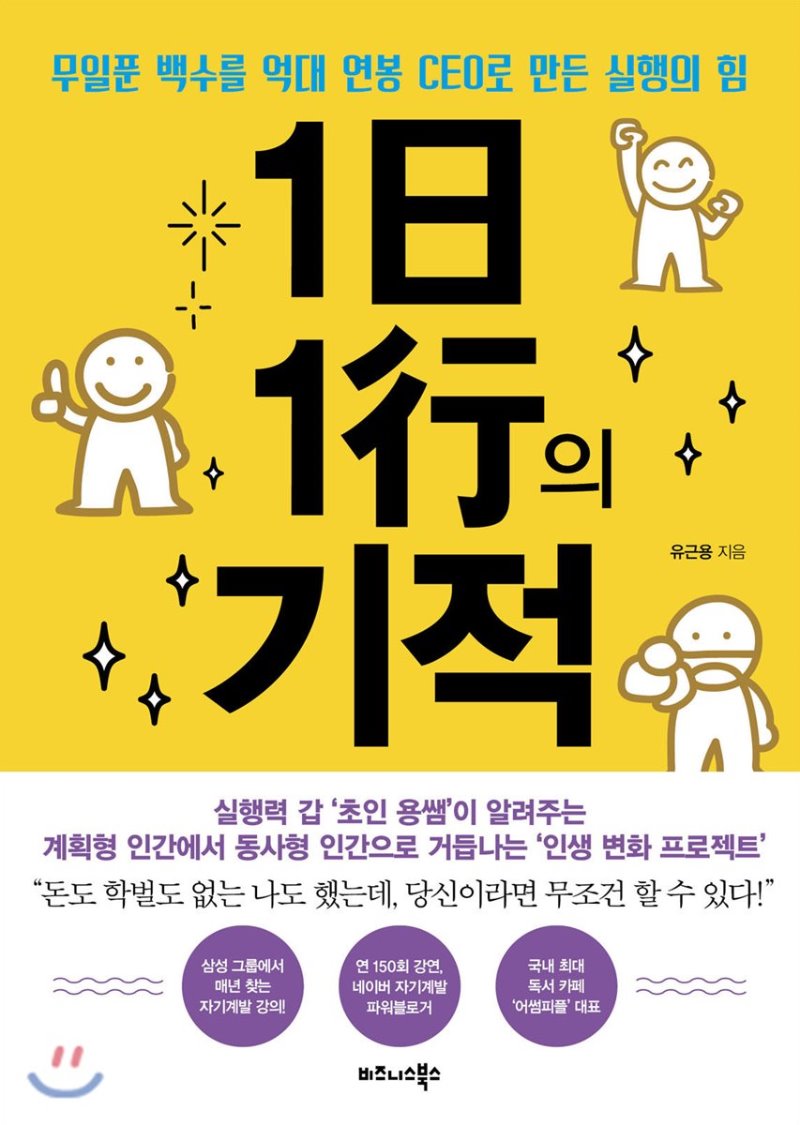 무일푼 백수를 억대 연봉 CEO로 만든 실행의 힘
1日
1行의
기적
유근용 지음
실행력 갑 ‘초인 용쌤’이 알려주는
계획형 인간에서 동사형 인간으로 거듭나는 ‘인생 변화 프로젝트’
“돈도 학벌도 없는 나도 했는데, 당신이라면 무조건 할 수 있다!”
삼성 그룹에서
매년 찾는
자기계발 강의!
연 150회 강연,
네이버 자기계발
파워블로거
국내 최대
독서 카페
‘어썸피플’ 대표
비즈니스북스